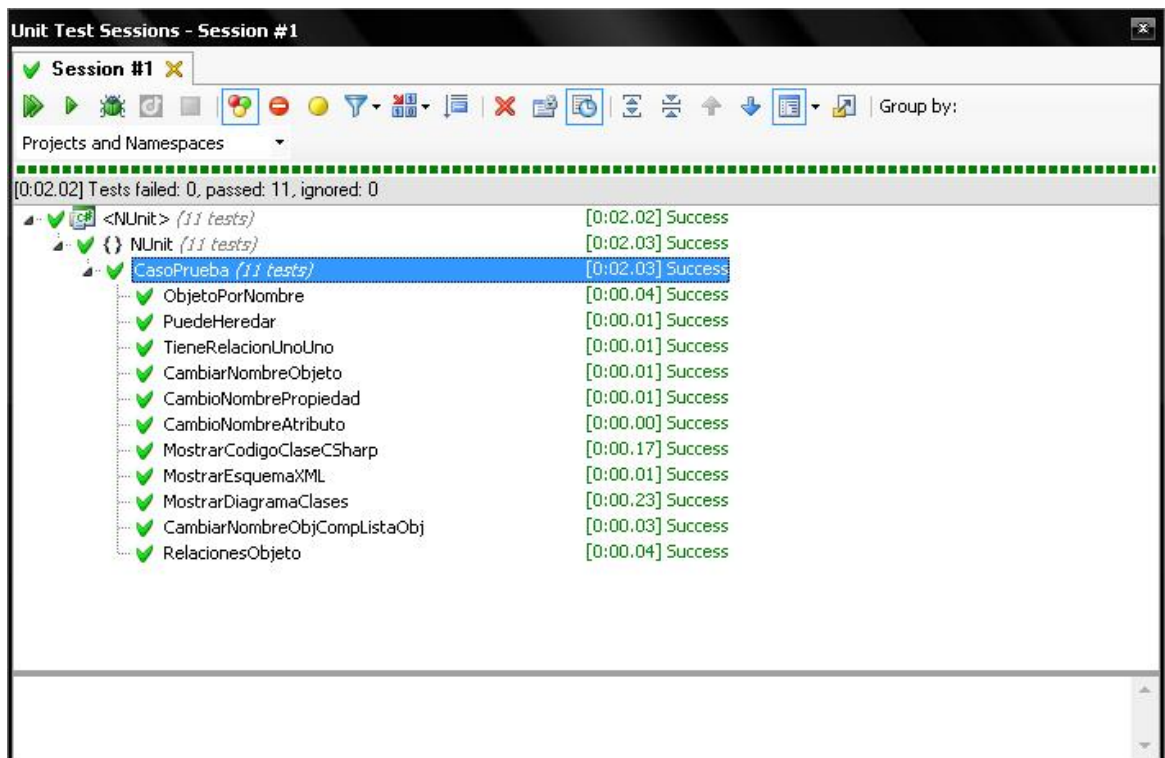 Unit Test Sessions - Session #1
Session #1
Group by:
Projects and Namespaces
[0:02.02] Tests failed: 0, passed: 11, ignored: 0
<NUnit> (11 tests) [0:02.02] Success
{} NUnit (11 tests) [0:02.03] Success
CasoPrueba (11 tests) [0:02.03] Success
ObjetoPorNombre [0:00.04] Success
PuedeHeredar [0:00.01] Success
TieneRelacionUnoUno [0:00.01] Success
CambiarNombreObjeto [0:00.01] Success
CambioNombrePropiedad [0:00.01] Success
CambioNombreAtributo [0:00.00] Success
MostrarCodigoClaseCSharp [0:00.17] Success
MostrarEsquemaXML [0:00.01] Success
MostrarDiagramaClases [0:00.23] Success
CambiarNombreObjCompListaObj [0:00.03] Success
RelacionesObjeto [0:00.04] Success